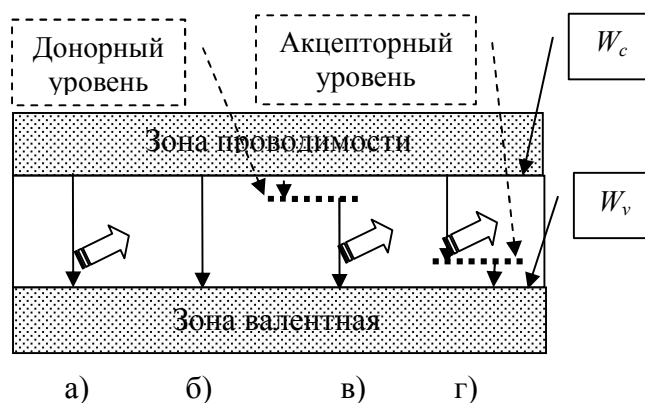 Донорный
уровень
Акцепторный
уровень
W_c
Зона проводимости
W_v
Зона валентная
а) б) в) г)